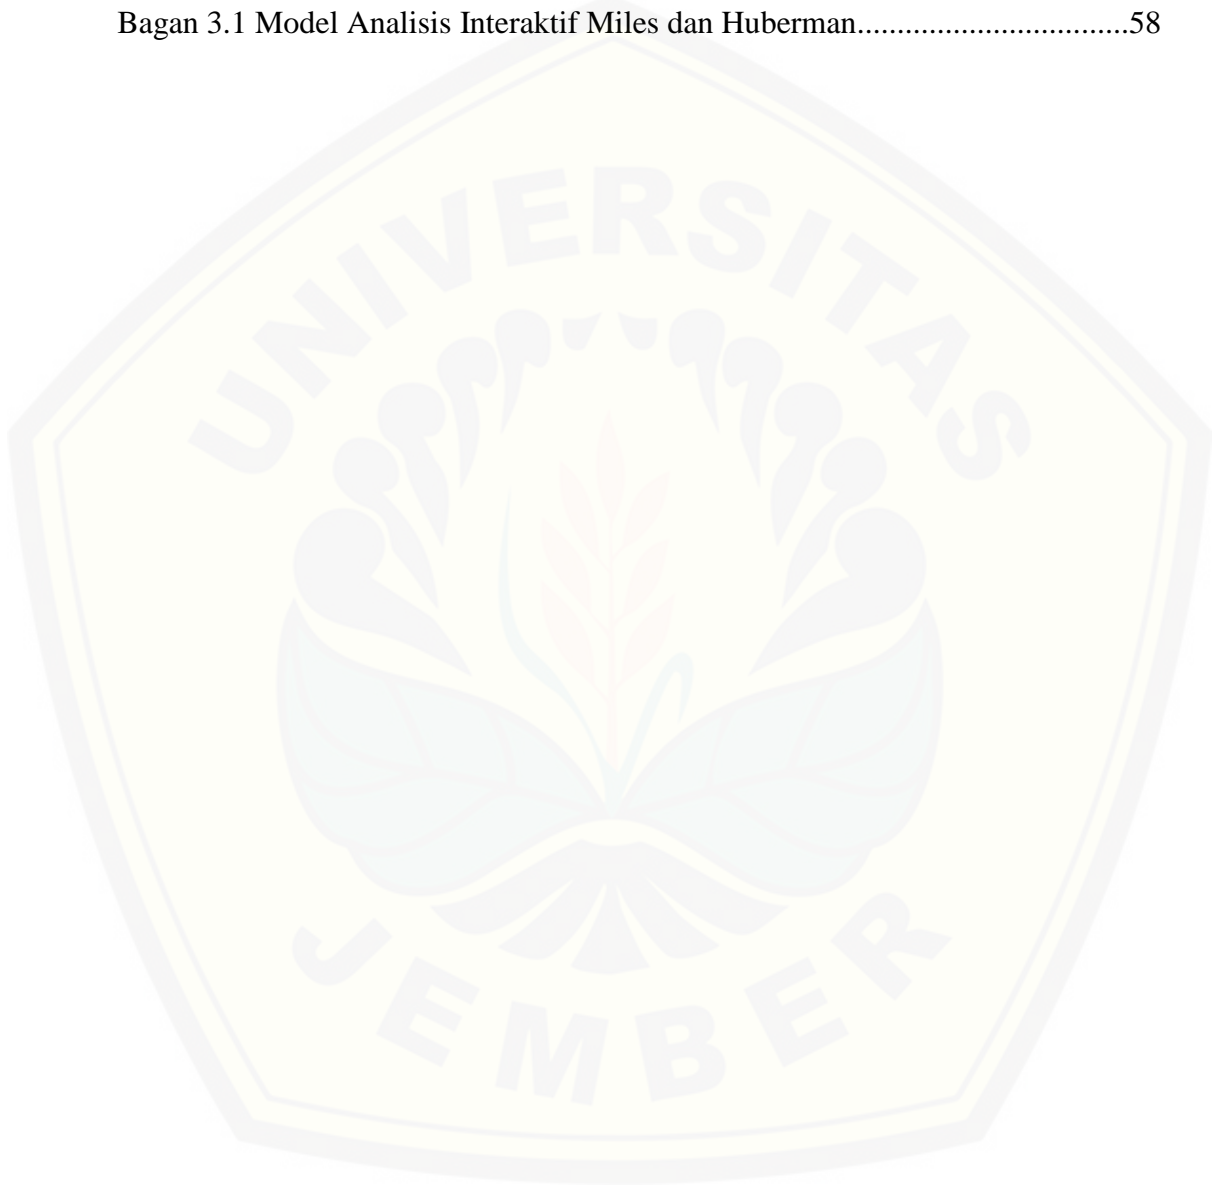 Bagan 3.1 Model Analisis Interaktif Miles dan Huberman..................................58
UNIVERSITAS
JEMBER